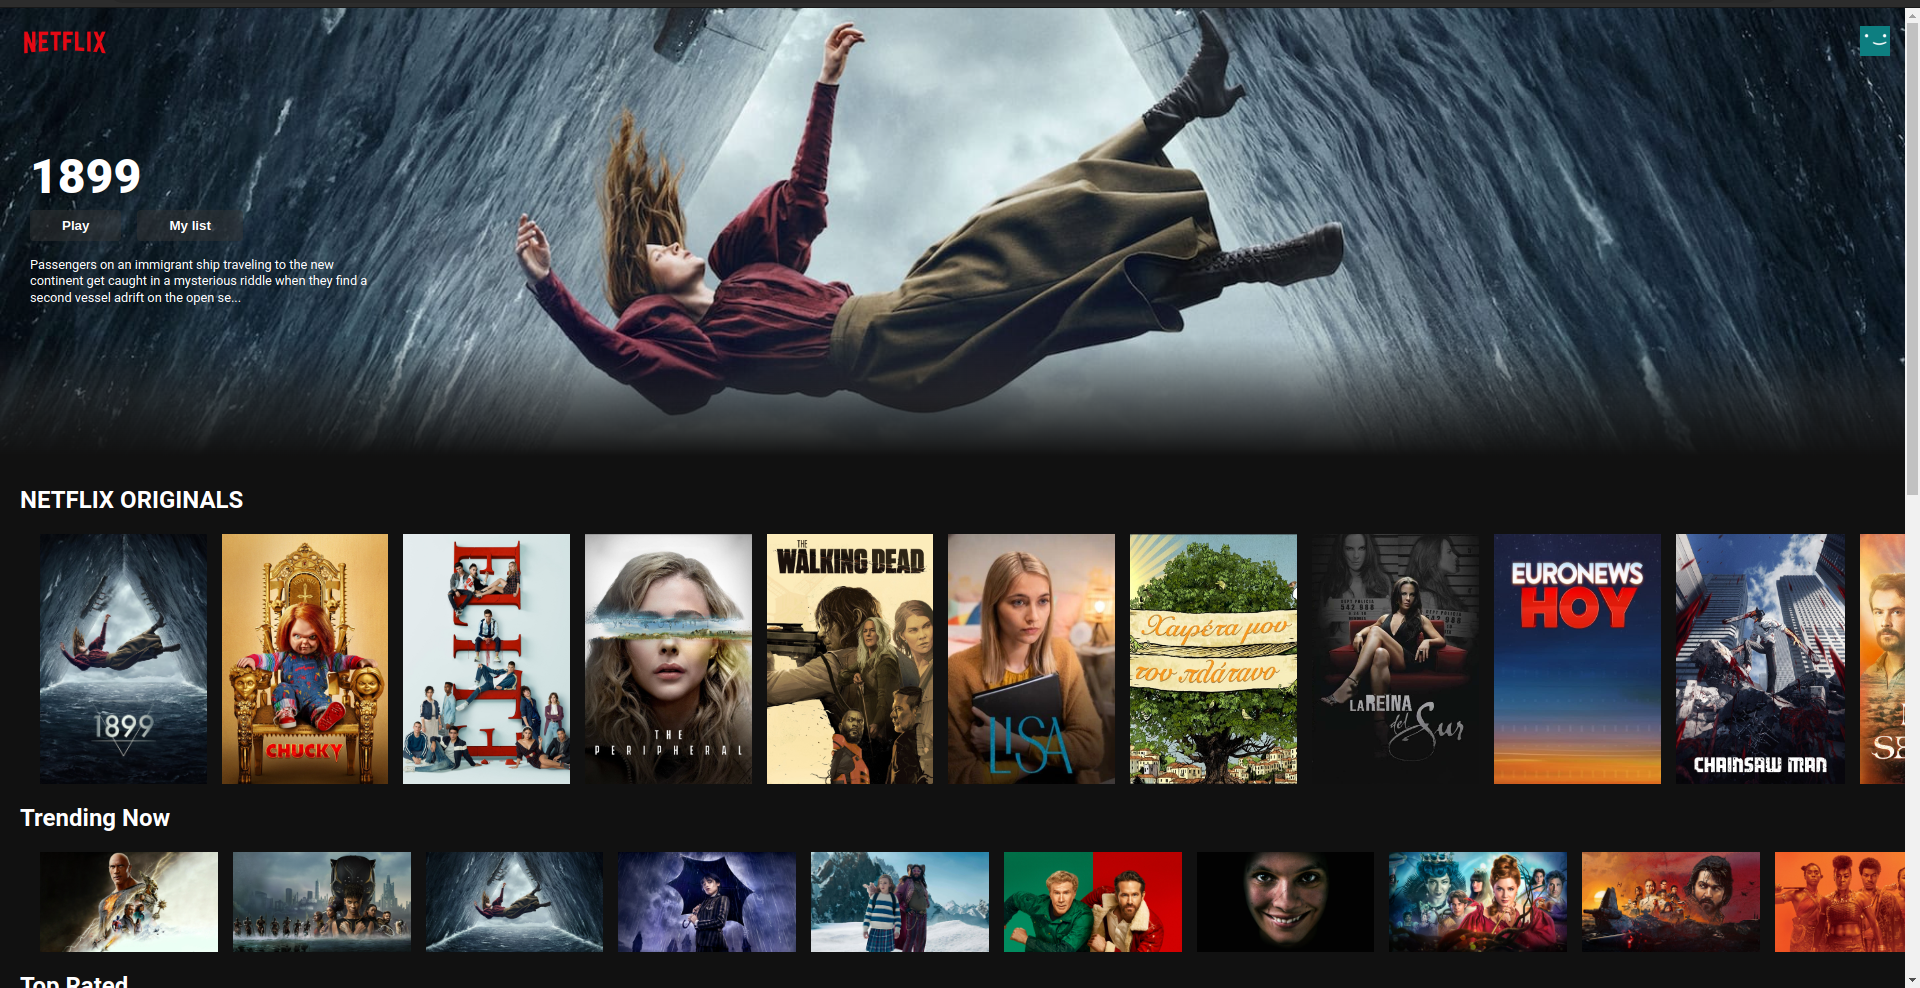 NETFLIX
1899
Play
My list
Passengers on an immigrant ship traveling to the new
continent get caught in a mysterious riddle when they find a
second vessel adrift on the open se...
NETFLIX ORIGINALS
1899
CHUCKY
ELITE
THE
PERIPHERAL
THE
WALKING DEAD
LISA
Χαιρέτα μου
τον πλάτανο
LA REINA
del Sur
EURONEWS
HOY
CHAINSAW MAN
Trending Now
Top Rated